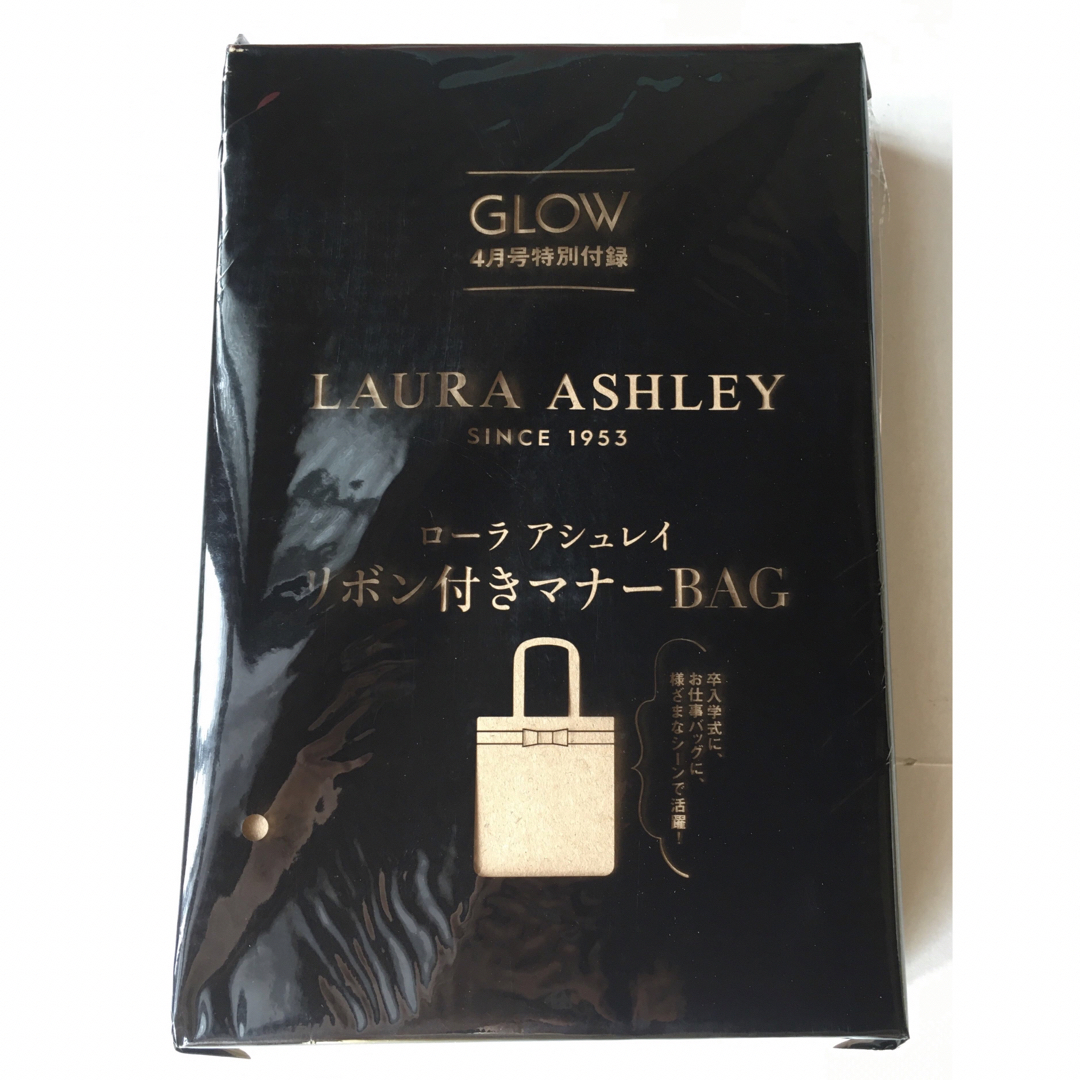 GLOW
4月号特別付録
LAURA ASHLEY
SINCE 1953
ローラ アシュレイ
リボン付きマナーBAG
卒入学式に、
お仕事バッグに、
様ざまなシーンで活躍！